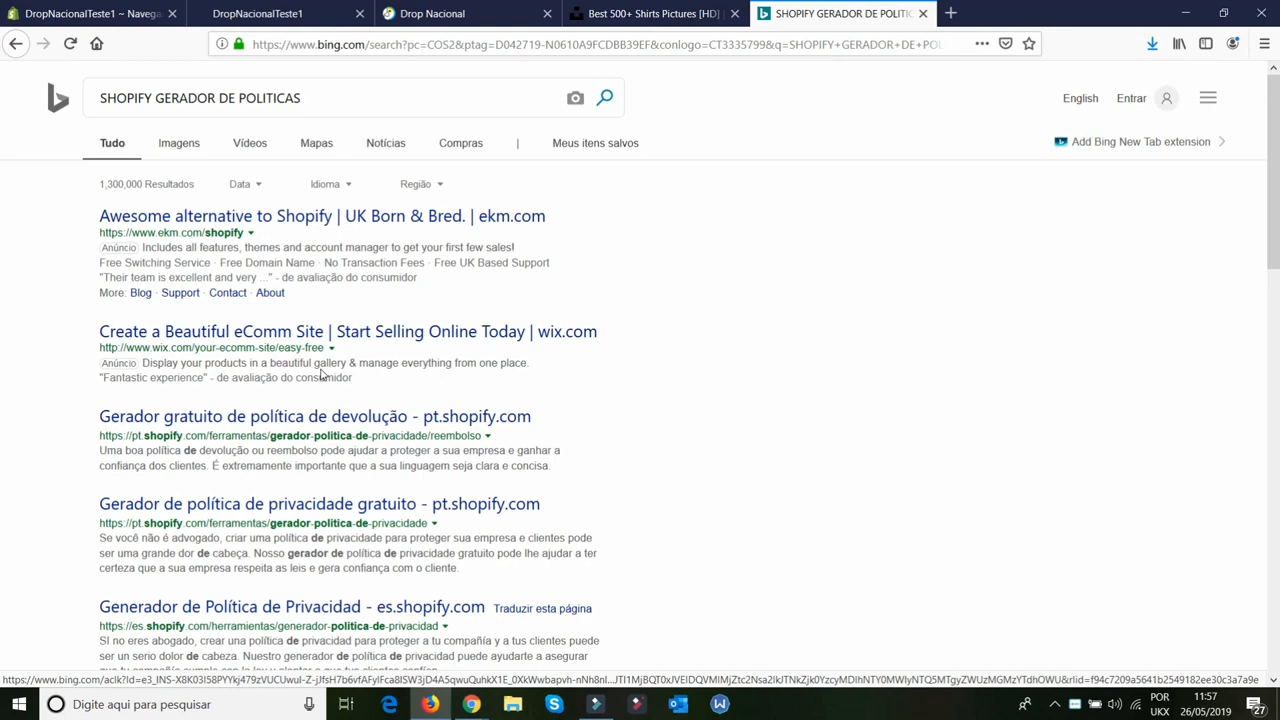 DropNacionalTeste1 ~ Navega
DropNacionalTeste1
Drop Nacional
Best 500+ Shirts Pictures [HD] |
SHOPIFY GERADOR DE POLITIC
https://www.bing.com/search?pc=COS2&ptag=D042719-N0610A9FCDBB39EF&conlogo=CT3335799&q=SHOPIFY+GERADOR+DE+POL
SHOPIFY GERADOR DE POLITICAS
English
Entrar
Tudo
Imagens
Vídeos
Mapas
Notícias
Compras
|
Meus itens salvos
Add Bing New Tab extension
1,300,000 Resultados
Data
Idioma
Região
Awesome alternative to Shopify | UK Born & Bred. | ekm.com
https://www.ekm.com/shopify
Anúncio Includes all features, themes and account manager to get your first few sales!
Free Switching Service · Free Domain Name · No Transaction Fees · Free UK Based Support
"Their team is excellent and very ..." - de avaliação do consumidor
More: Blog · Support · Contact · About
Create a Beautiful eComm Site | Start Selling Online Today | wix.com
http://www.wix.com/your-ecomm-site/easy-free
Anúncio Display your products in a beautiful gallery & manage everything from one place.
"Fantastic experience" - de avaliação do consumidor
Gerador gratuito de política de devolução - pt.shopify.com
https://pt.shopify.com/ferramentas/gerador-politica-de-privacidade/reembolso
Uma boa política de devolução ou reembolso pode ajudar a proteger a sua empresa e ganhar a
confiança dos clientes. É extremamente importante que a sua linguagem seja clara e concisa.
Gerador de política de privacidade gratuito - pt.shopify.com
https://pt.shopify.com/ferramentas/gerador-politica-de-privacidade
Se você não é advogado, criar uma política de privacidade para proteger sua empresa e clientes pode
ser uma grande dor de cabeça. Nosso gerador de política de privacidade gratuito pode lhe ajudar a ter
certeza que a sua empresa respeita as leis e gera confiança com o cliente.
Generador de Política de Privacidad - es.shopify.com
Traduzir esta página
https://es.shopify.com/herramientas/generador-politica-de-privacidad
SI no eres abogado, crear una política de privacidad para proteger a tu compañía y a tus clientes puede
ser un serio dolor de cabeza. Nuestro generador de política de privacidad puede ayudarte a asegurar
Digite aqui para pesquisar
POR
UKX
11:57
26/05/2019
27